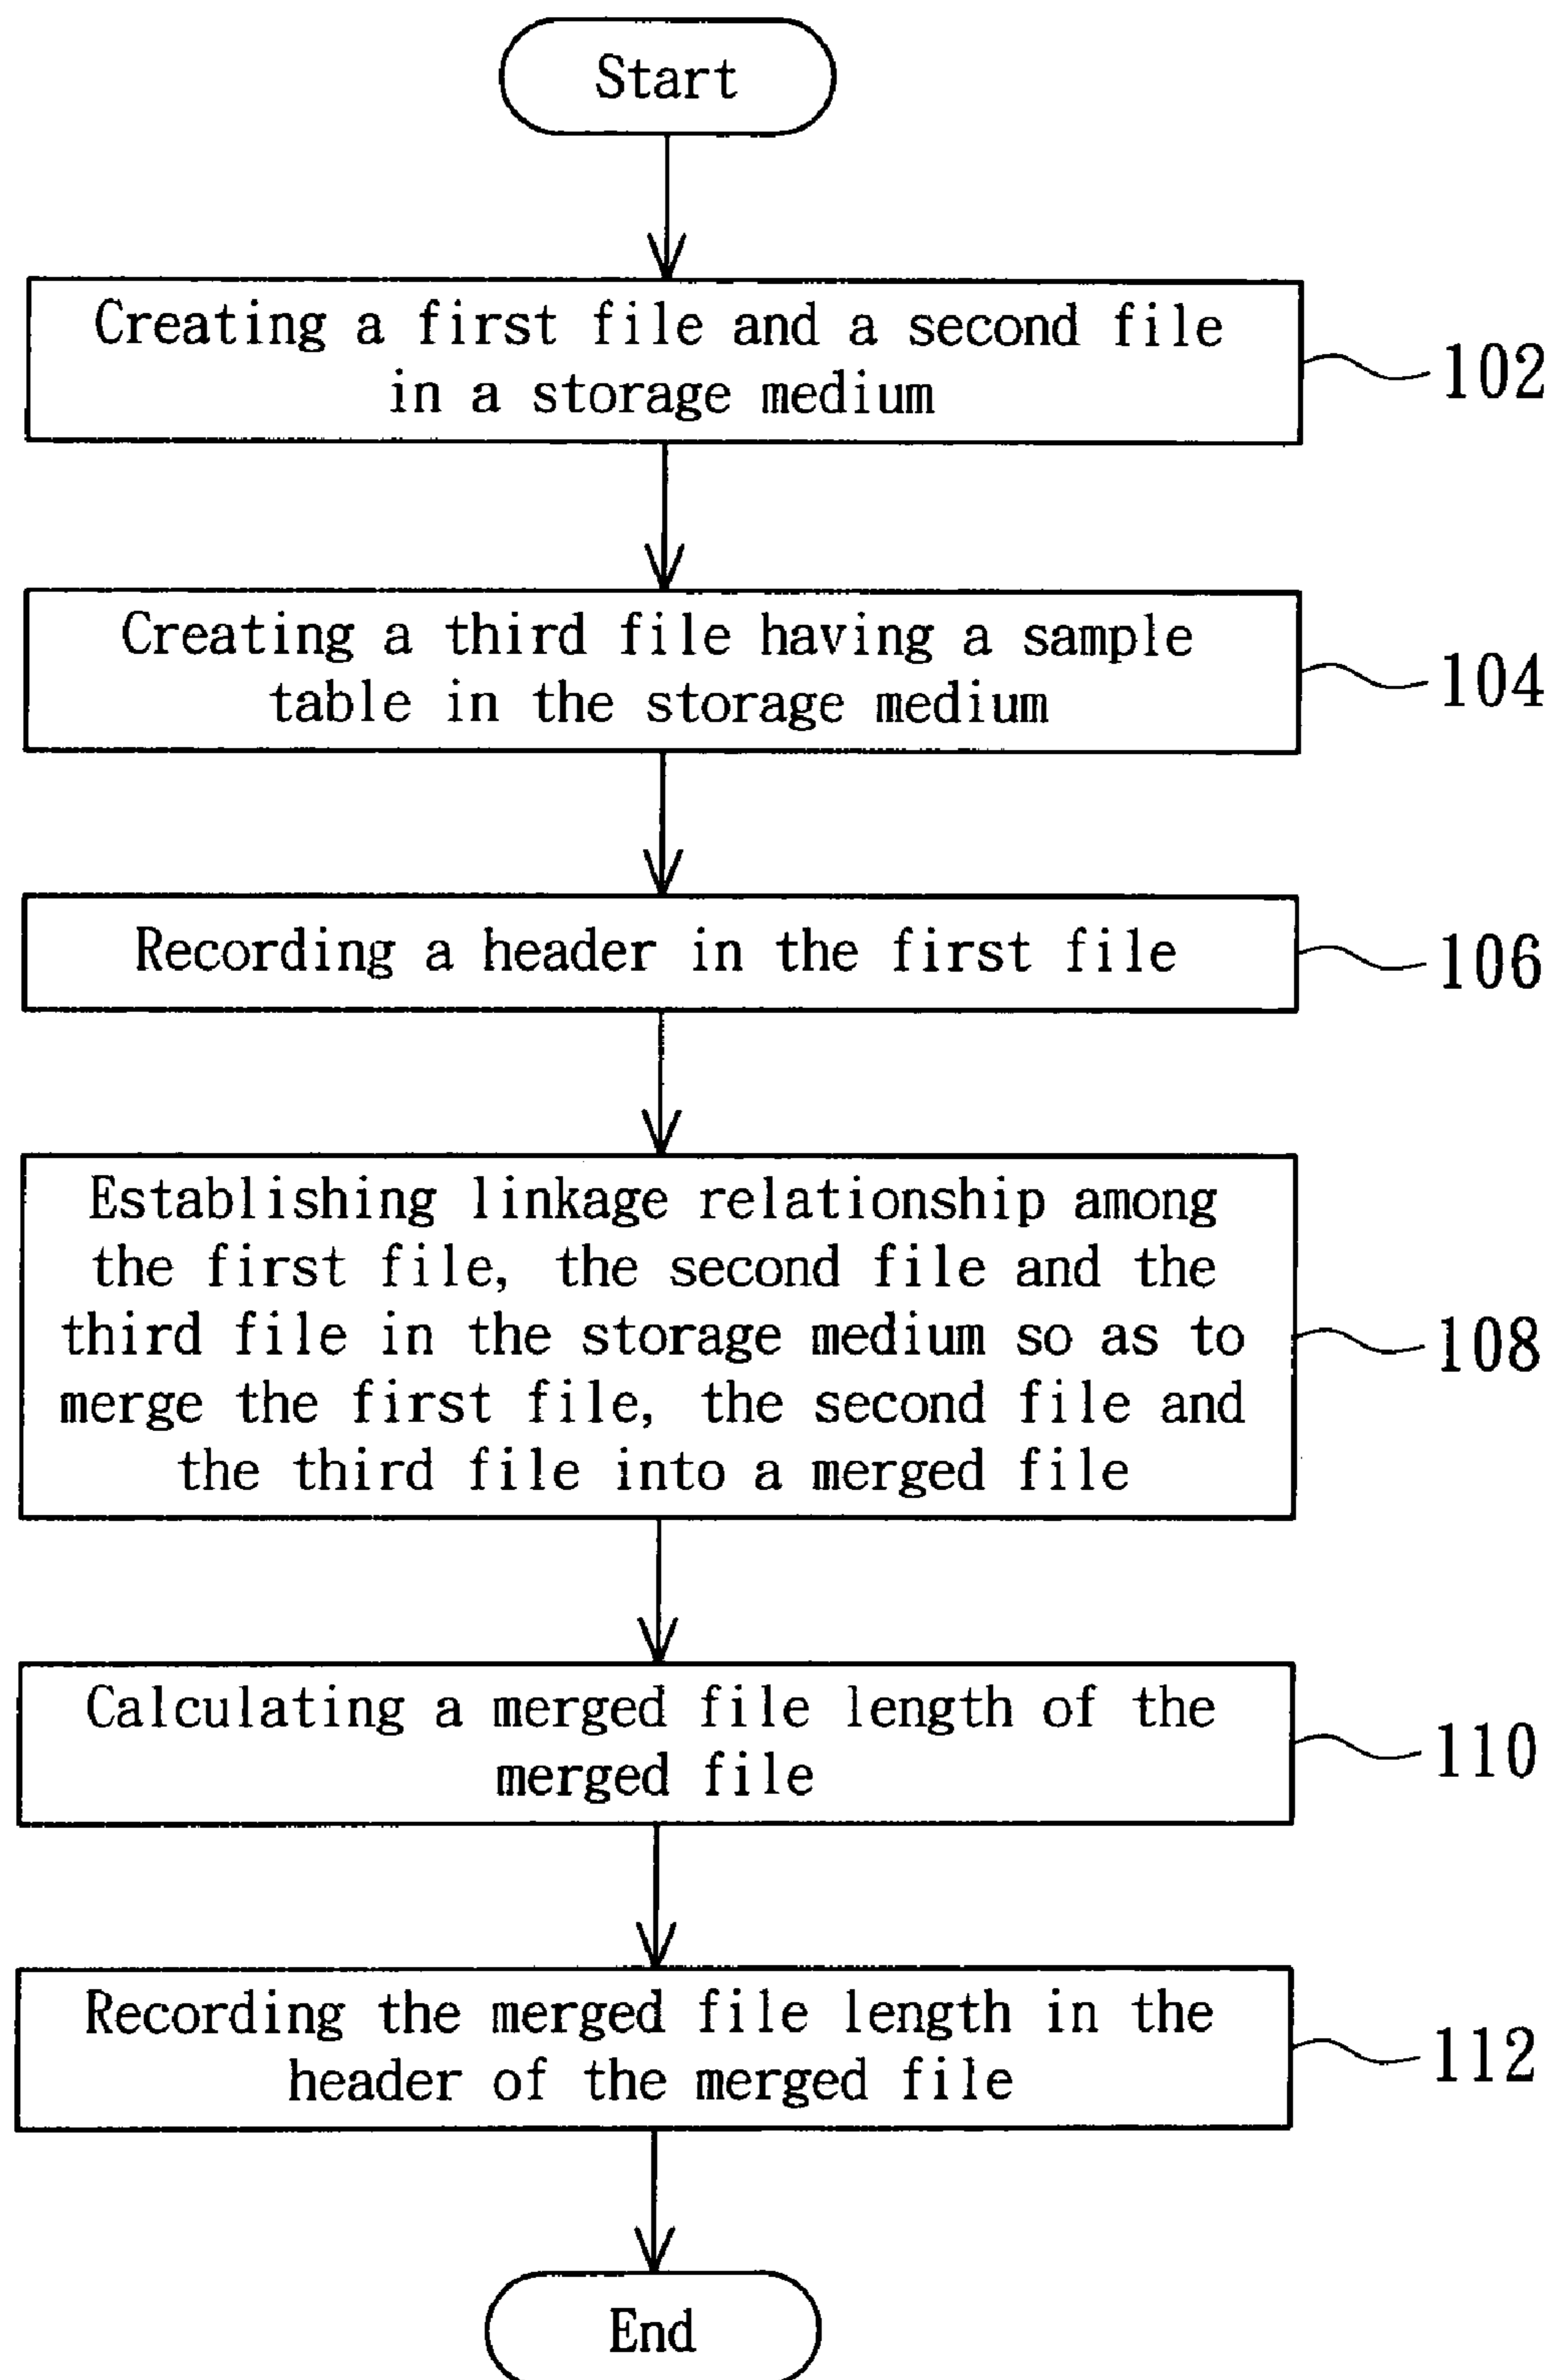 Start
Creating a first file and a second file
in a storage medium
102
Creating a third file having a sample
table in the storage medium
104
Recording a header in the first file
106
Establishing linkage relationship among
the first file, the second file and the
third file in the storage medium so as to
merge the first file, the second file and
the third file into a merged file
108
Calculating a merged file length of the
merged file
110
Recording the merged file length in the
header of the merged file
112
End